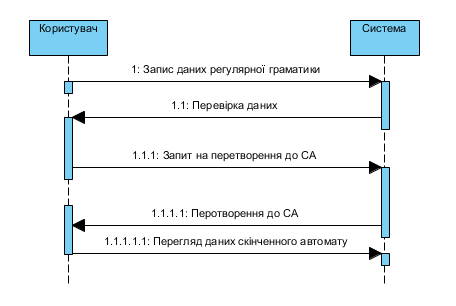 Користувач
Система
1: Запис даних регулярної граматики
1.1: Перевірка даних
1.1.1: Запит на перетворення до СА
1.1.1.1: Перотворення до СА
1.1.1.1.1: Перегляд даних скінченного автомату